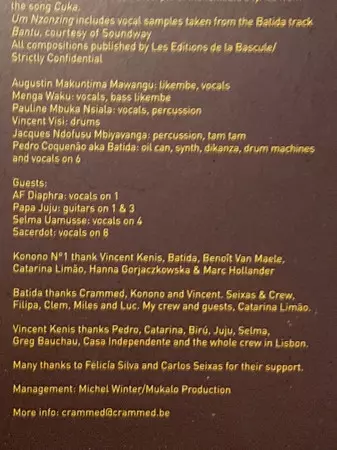 the song Cuka.
Um Nzonzing includes vocal samples taken from the Batida track
Bantu, courtesy of Soundway
All compositions published by Les Editions de la Bascule/
Strictly Confidential
Augustin Makuntima Mawangu: likembe, vocals
Menga Waku: vocals, bass likembe
Pauline Mbuka Nsiala: vocals, percussion
Vincent Visi: drums
Jacques Ndofusu Mbiyavanga: percussion, tam tam
Pedro Coquenão aka Batida: oil can, synth, dikanza, drum machines
and vocals on 6
Guests:
AF Diaphra: vocals on 1
Papa Juju: guitars on 1 & 3
Selma Uamusse: vocals on 4
Sacerdot: vocals on 8
Konono Nº1 thank Vincent Kenis, Batida, Benoît Van Maele,
Catarina Limão, Hanna Gorjaczkowska & Marc Hollander
Batida thanks Crammed, Konono and Vincent. Seixas & Crew,
Filipa, Clem, Miles and Luc. My crew and guests, Catarina Limão.
Vincent Kenis thanks Pedro, Catarina, Birú, Juju, Selma,
Greg Bauchau, Casa Independente and the whole crew in Lisbon.
Many thanks to Felícia Silva and Carlos Seixas for their support.
Management: Michel Winter/Mukalo Production
More info: crammed@crammed.be